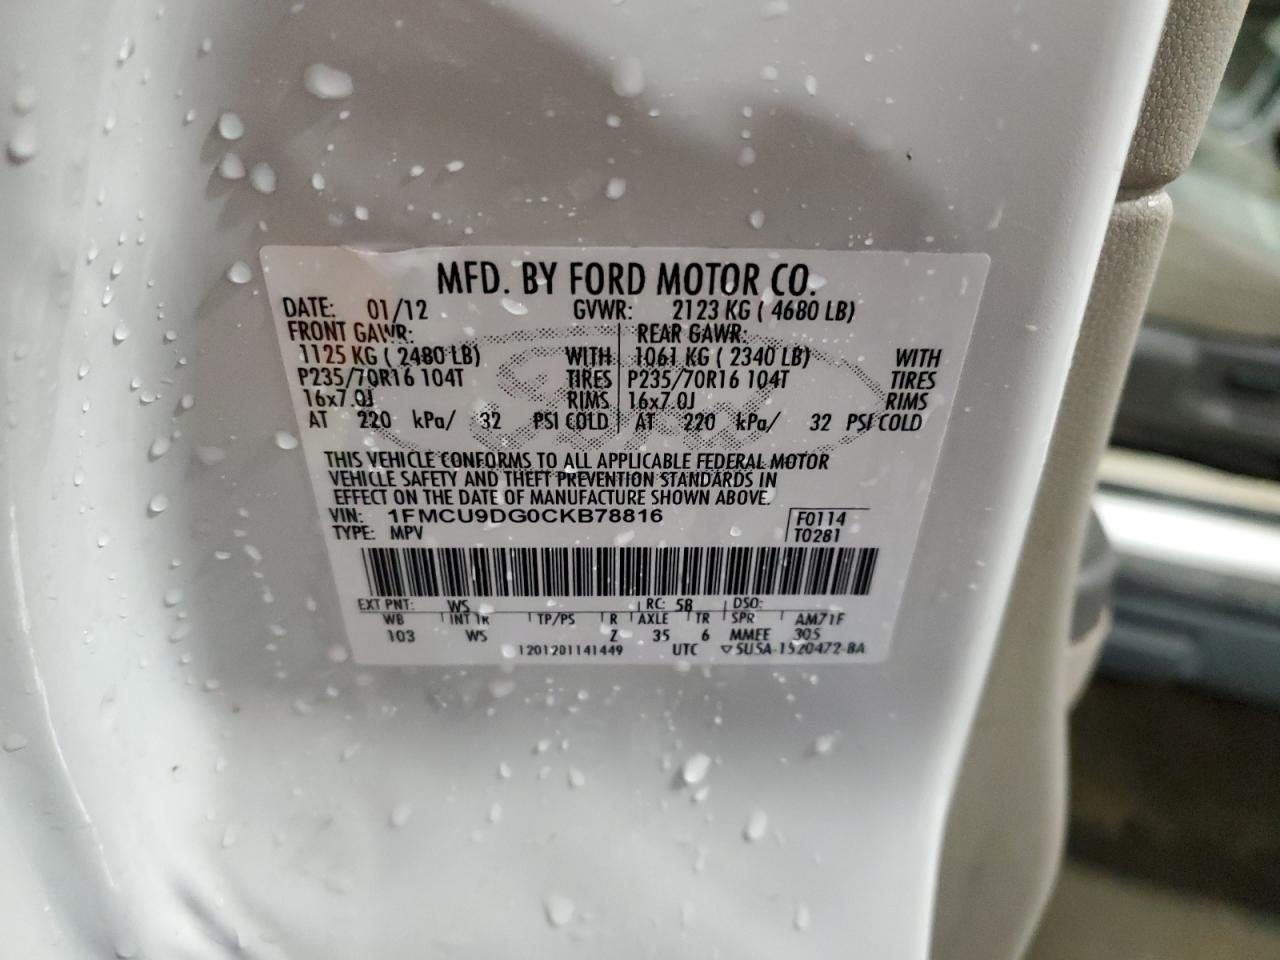 MFD. BY FORD MOTOR CO.
DATE: 01/12 GVWR: 2123 KG ( 4680 LB)
FRONT GAWR: REAR GAWR:
1125 KG ( 2480 LB) WITH 1061 KG ( 2340 LB) WITH
P235/70R16 104T TIRES P235/70R16 104T TIRES
16x7.0J RIMS 16x7.0J RIMS
AT 220 kPa/ 32 PSI COLD AT 220 kPa/ 32 PSI COLD
THIS VEHICLE CONFORMS TO ALL APPLICABLE FEDERAL MOTOR
VEHICLE SAFETY AND THEFT PREVENTION STANDARDS IN
EFFECT ON THE DATE OF MANUFACTURE SHOWN ABOVE.
VIN: 1FMCU9DG0CKB78816 F0114
TYPE: MPV T0281
EXT PNT: WS RC: 58 DSO:
WB INT TR TP/PS R AXLE TR SPR AM71F
103 WS Z 35 6 MMEE 305
1201201141449 UTC ▽5U5A-1520472-BA